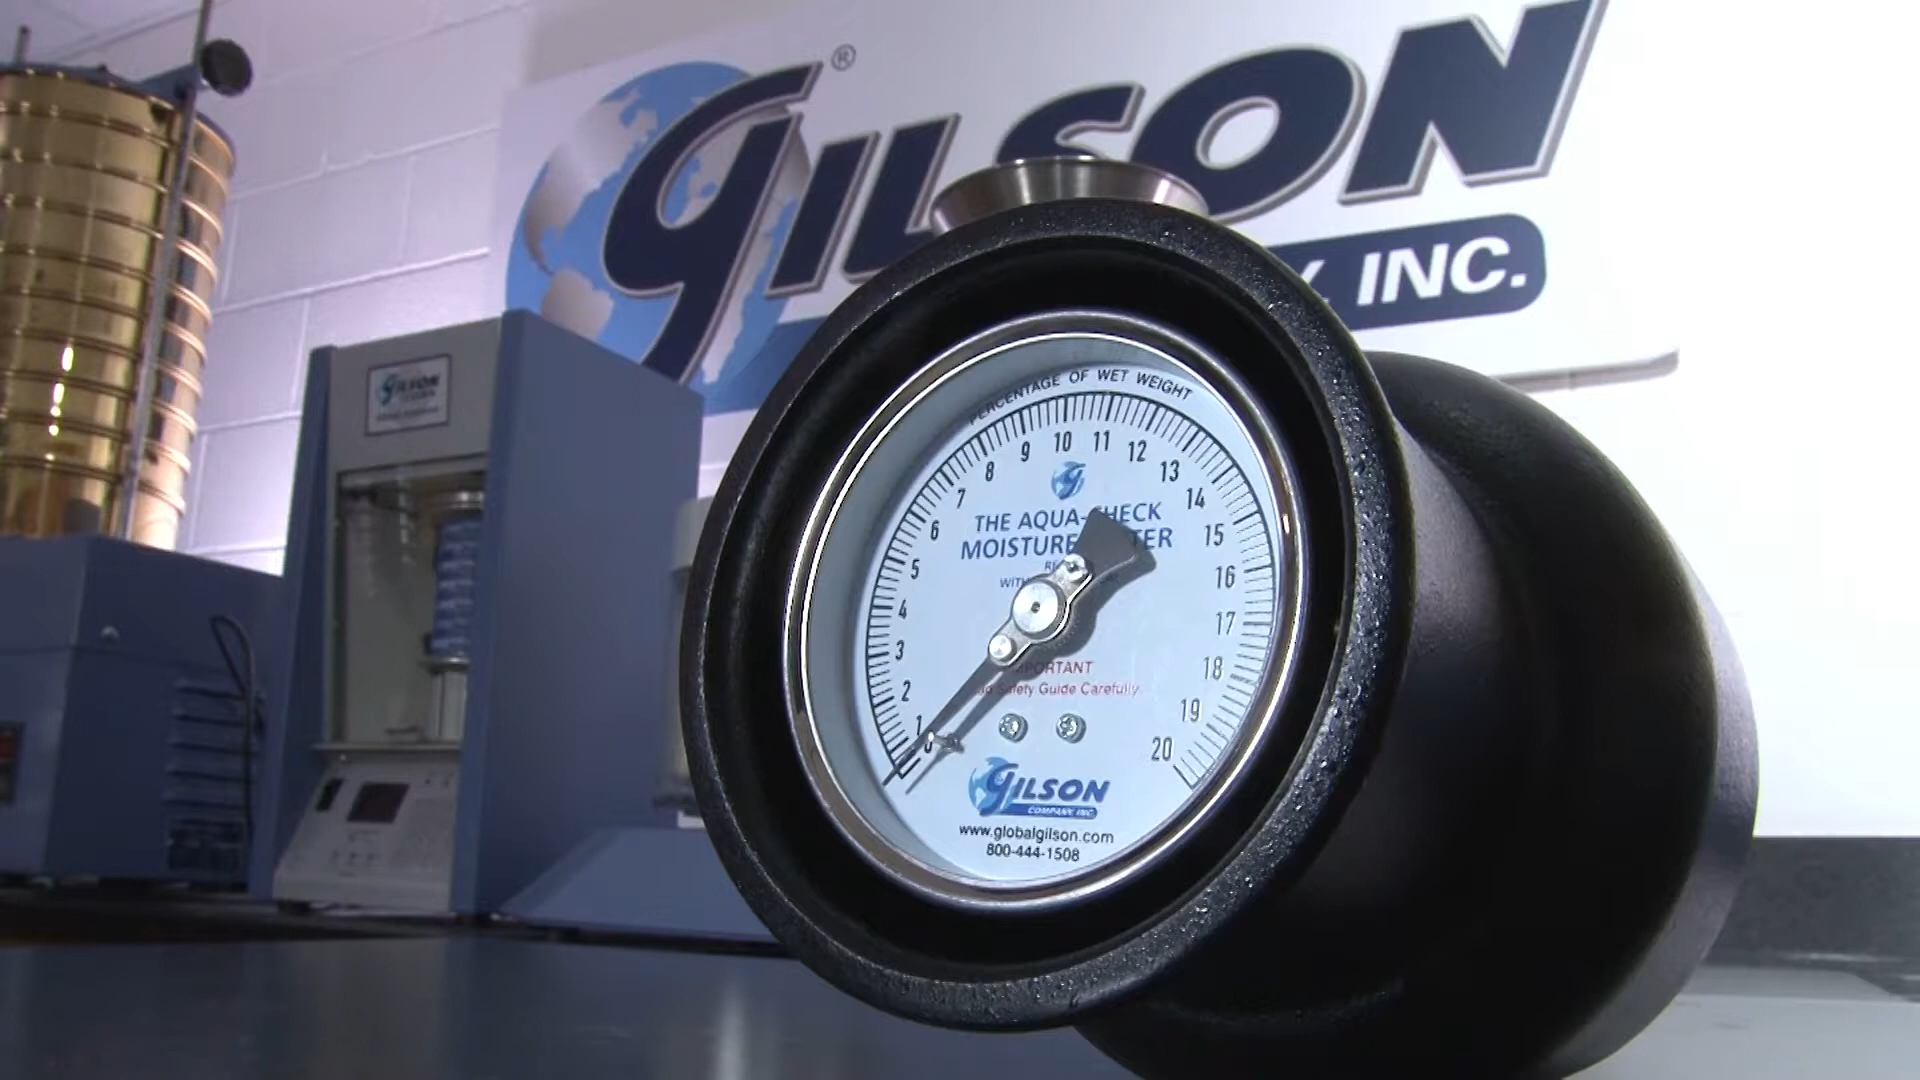 GILSON®
Y, INC.
GILSON
PERCENTAGE OF WET WEIGHT
0 1 2 3 4 5 6 7 8 9 10 11 12 13 14 15 16 17 18 19 20
THE AQUA-CHECK
MOISTURE
IMPORTANT
Safety Guide Carefully
GILSON
COMPANY, INC.
www.globalgilson.com
800-444-1508